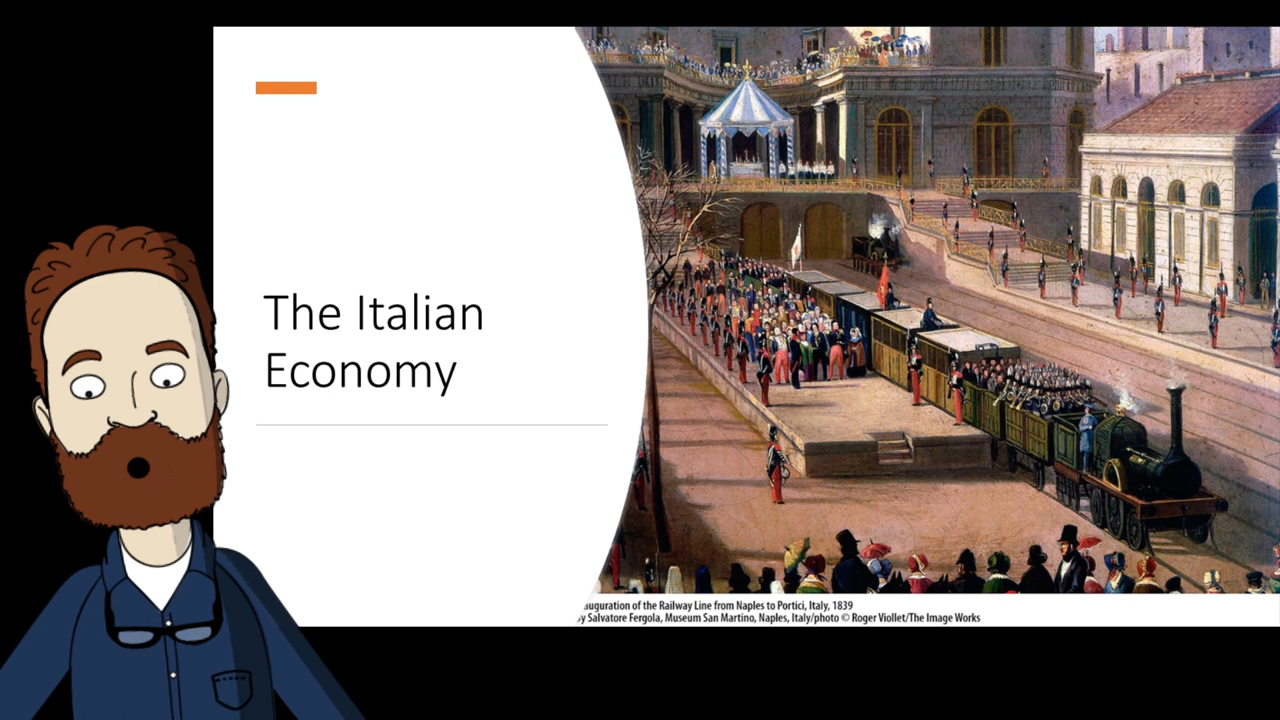 The Italian
Economy
auguration of the Railway Line from Naples to Portici, Italy, 1839
y Salvatore Fergola, Museum San Martino, Naples, Italy/photo © Roger Viollet/The Image Works